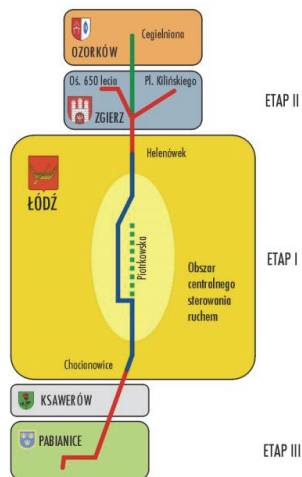 Cegielniana
OZORKÓW
Oś. 650 lecia
Pl. Kilińskiego
ZGIERZ
ETAP II
Helenówek
ŁÓDŹ
Piotrkowska
Obszar
centralnego
sterowania
ruchem
ETAP I
Chocianowice
KSAWERÓW
PABIANICE
ETAP III